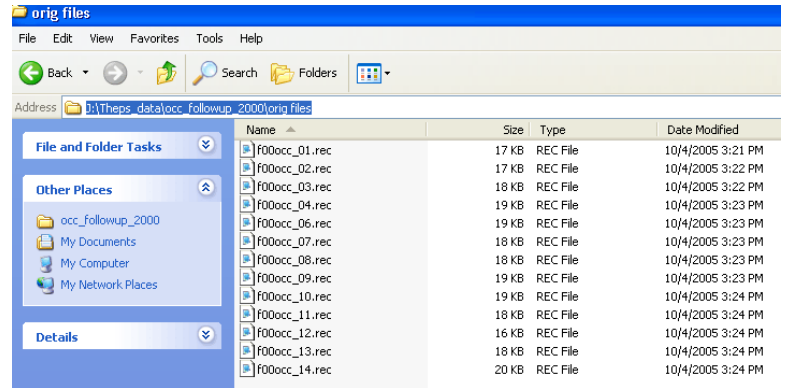 orig files
File Edit View Favorites Tools Help
Back Search Folders
Address J:\Theps_data\occ_followup_2000\orig files
File and Folder Tasks
Other Places
occ_followup_2000
My Documents
My Computer
My Network Places
Details
Name Size Type Date Modified
f00occ_01.rec 17 KB REC File 10/4/2005 3:21 PM
f00occ_02.rec 17 KB REC File 10/4/2005 3:22 PM
f00occ_03.rec 18 KB REC File 10/4/2005 3:22 PM
f00occ_04.rec 19 KB REC File 10/4/2005 3:23 PM
f00occ_06.rec 19 KB REC File 10/4/2005 3:23 PM
f00occ_07.rec 18 KB REC File 10/4/2005 3:23 PM
f00occ_08.rec 18 KB REC File 10/4/2005 3:23 PM
f00occ_09.rec 19 KB REC File 10/4/2005 3:23 PM
f00occ_10.rec 19 KB REC File 10/4/2005 3:24 PM
f00occ_11.rec 18 KB REC File 10/4/2005 3:24 PM
f00occ_12.rec 16 KB REC File 10/4/2005 3:24 PM
f00occ_13.rec 18 KB REC File 10/4/2005 3:24 PM
f00occ_14.rec 20 KB REC File 10/4/2005 3:24 PM